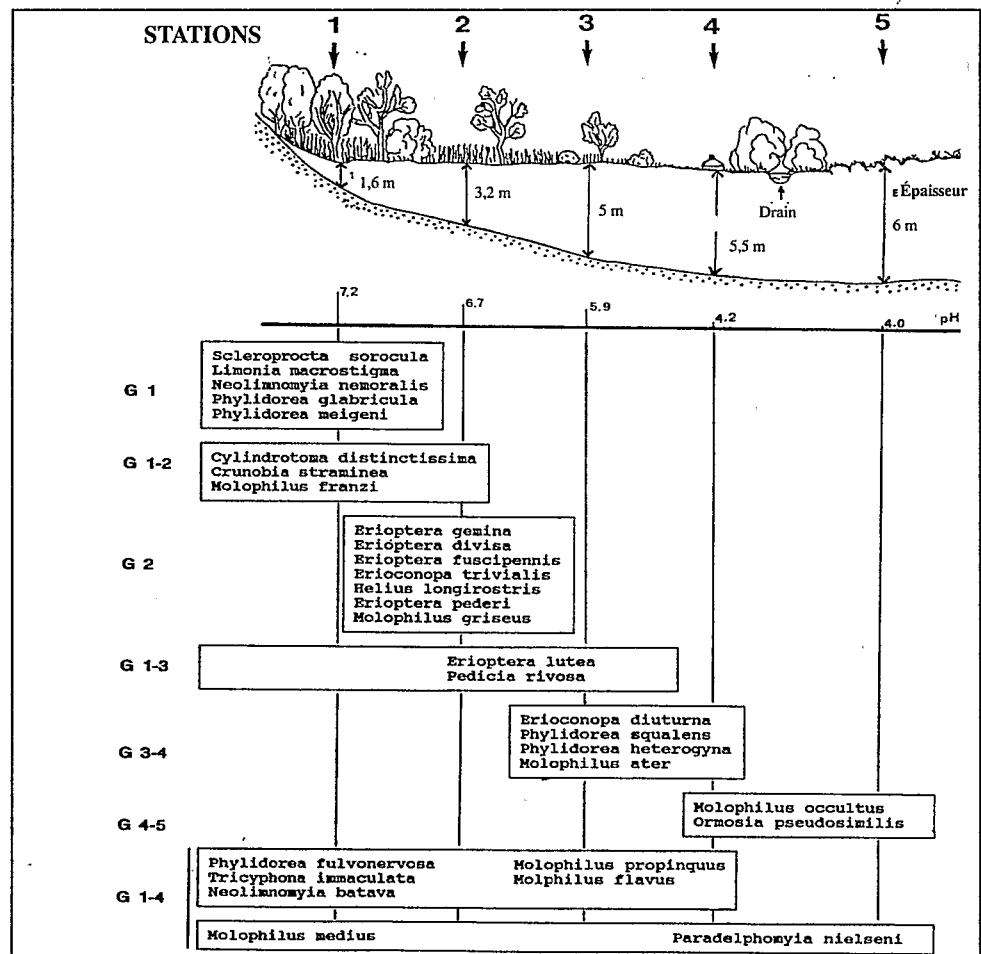 STATIONS 1 2 3 4 5
1,6 m
3,2 m
5 m
5,5 m
Drain
E Épaisseur
6 m
7.2 6.7 5.9 4.2 4.0 pH
G 1
Scleroprocta sorocula
Limonia macrostigma
Neolimnomyia nemoralis
Phylidorea glabricula
Phylidorea meigeni
G 1-2
Cylindrotoma distinctissima
Crunobia straminea
Molophilus franzi
G 2
Erioptera gemina
Erióptera divisa
Erioptera fuscipennis
Erioconopa trivialis
Helius longirostris
Erioptera pederi
Molophilus griseus
G 1-3
Erioptera lutea
Pedicia rivosa
G 3-4
Erioconopa diuturna
Phylidorea squalens
Phylidorea heterogyna
Molophilus ater
G 4-5
Molophilus occultus
Ormosia pseudosimilis
G 1-4
Phylidorea fulvonervosa Molophilus propinquus
Tricyphona immaculata Molphilus flavus
Neolimnomyia batava
Molophilus medius Paradelphomyia nielseni